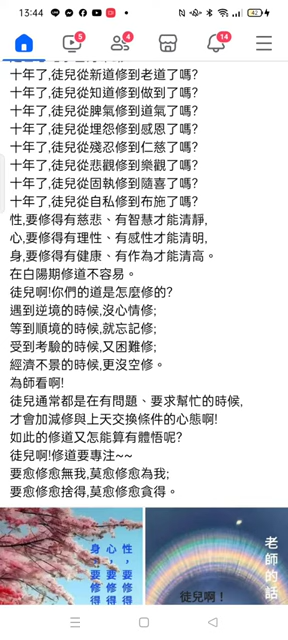 13:44
42
5
4
14
十年了,徒兒從新道修到老道了嗎?
十年了,徒兒從知道修到做到了嗎?
十年了,徒兒從脾氣修到道氣了嗎?
十年了,徒兒從埋怨修到感恩了嗎?
十年了,徒兒從殘忍修到仁慈了嗎?
十年了,徒兒從悲觀修到樂觀了嗎?
十年了,徒兒從固執修到隨喜了嗎?
十年了,徒兒從自私修到布施了嗎?
性,要修得有慈悲、有智慧才能清靜,
心,要修得有理性、有感性才能清明,
身,要修得有健康、有作為才能清高。
在白陽期修道不容易。
徒兒啊!你們的道是怎麼修的?
遇到逆境的時候,沒心情修;
等到順境的時候,就忘記修;
受到考驗的時候,又困難修;
經濟不景的時候,更沒空修。
為師看啊!
徒兒通常都是在有問題、要求幫忙的時候,
才會加減修與上天交換條件的心態啊!
如此的修道又怎能算有體悟呢?
徒兒啊!修道要專注~~
要愈修愈無我,莫愈修愈為我;
要愈修愈捨得,莫愈修愈貪得。
性,要修得
心,要修得
身,要修得
老師的話
徒兒啊!